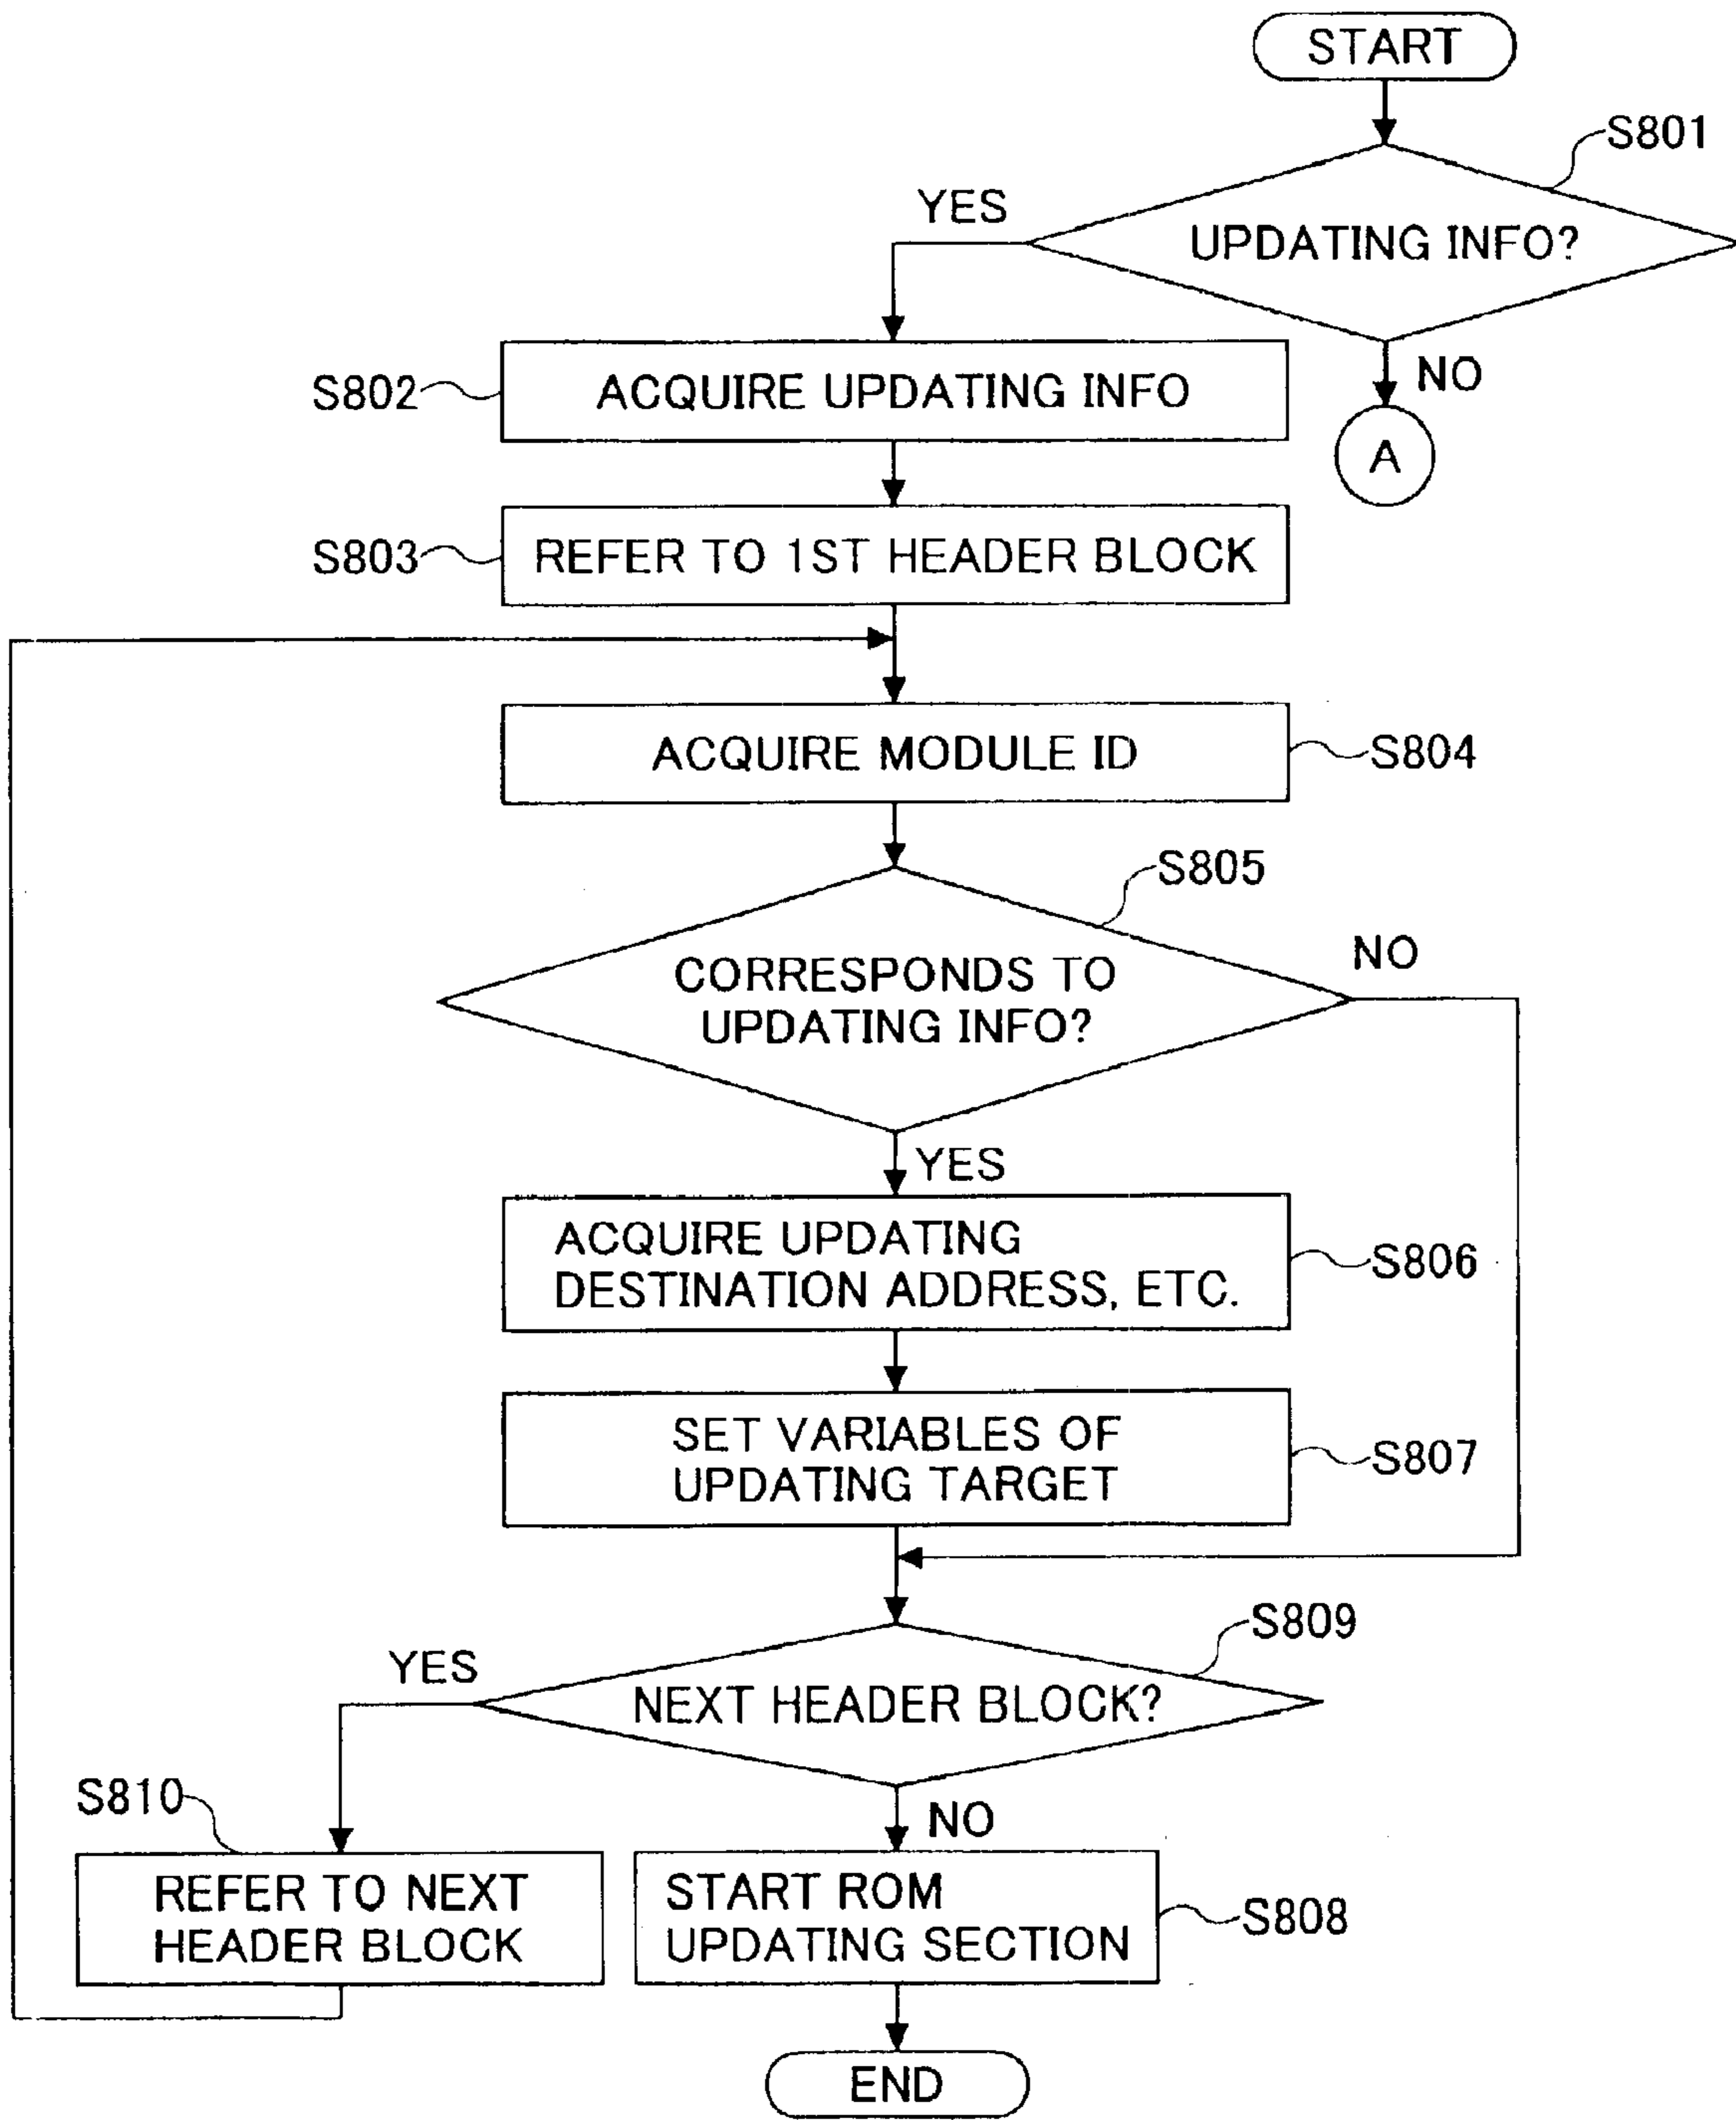 START
S801
YES
UPDATING INFO?
S802
ACQUIRE UPDATING INFO
NO
A
S803
REFER TO 1ST HEADER BLOCK
ACQUIRE MODULE ID
S804
S805
NO
CORRESPONDS TO
UPDATING INFO?
YES
ACQUIRE UPDATING
DESTINATION ADDRESS, ETC.
S806
SET VARIABLES OF
UPDATING TARGET
S807
S809
YES
NEXT HEADER BLOCK?
S810
NO
REFER TO NEXT
HEADER BLOCK
START ROM
UPDATING SECTION
S808
END